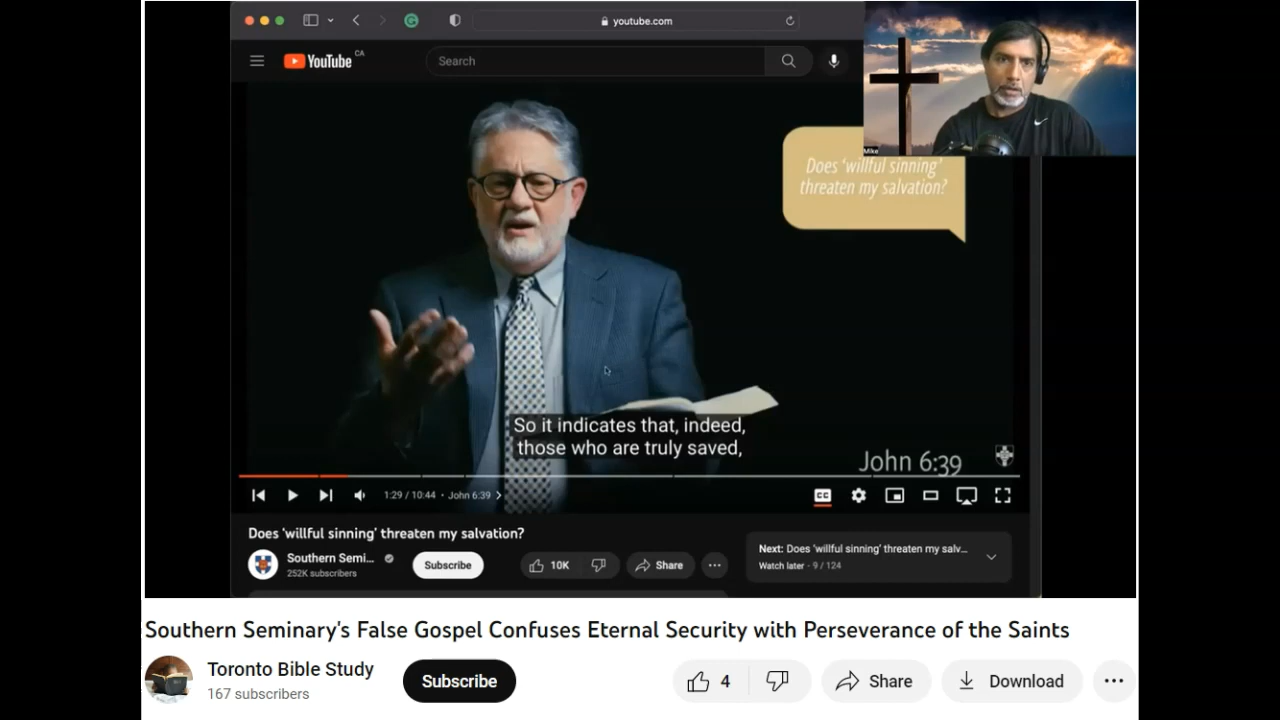 youtube.com
YouTube CA
Search
Mike
Does ‘willful sinning’
threaten my salvation?
So it indicates that, indeed,
those who are truly saved,
John 6:39
1:29 / 10:44 • John 6:39
CC
Does ‘willful sinning’ threaten my salvation?
Southern Semi...
252K subscribers
Subscribe
10K
Share
Next: Does ‘willful sinning’ threaten my salv...
Watch later • 9 / 124
Southern Seminary's False Gospel Confuses Eternal Security with Perseverance of the Saints
Toronto Bible Study
167 subscribers
Subscribe
4
Share
Download